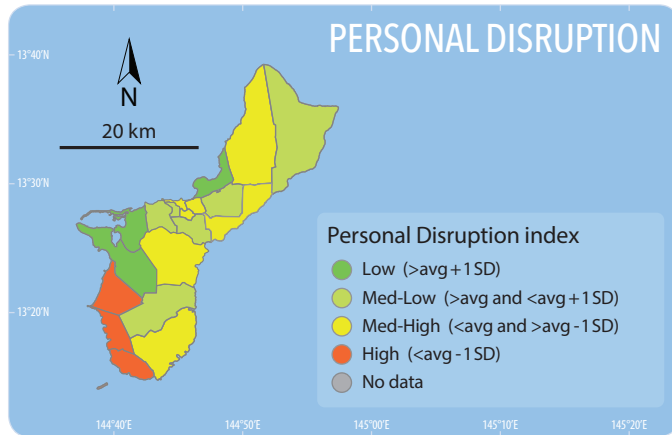 PERSONAL DISRUPTION
13°40'N
N
20 km
13°30'N
13°20'N
Personal Disruption index
Low (>avg+1SD)
Med-Low (>avg and <avg+1SD)
Med-High (<avg and >avg-1SD)
High (<avg-1SD)
No data
144°40'E
144°50'E
145°00'E
145°10'E
145°20'E